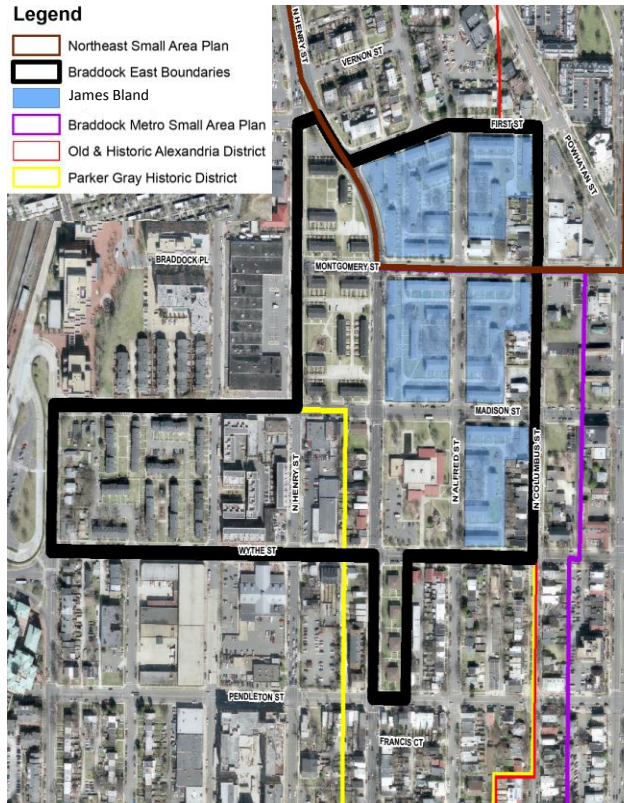 Legend
Northeast Small Area Plan
Braddock East Boundaries
James Bland
Braddock Metro Small Area Plan
Old & Historic Alexandria District
Parker Gray Historic District
N HENRY ST
VERNON ST
FIRST ST
POWHATAN ST
BRADDOCK PL
MONTGOMERY ST
MADISON ST
N HENRY ST
N ALFRED ST
N COLUMBUS ST
WYTHE ST
PENDLETON ST
FRANCIS CT